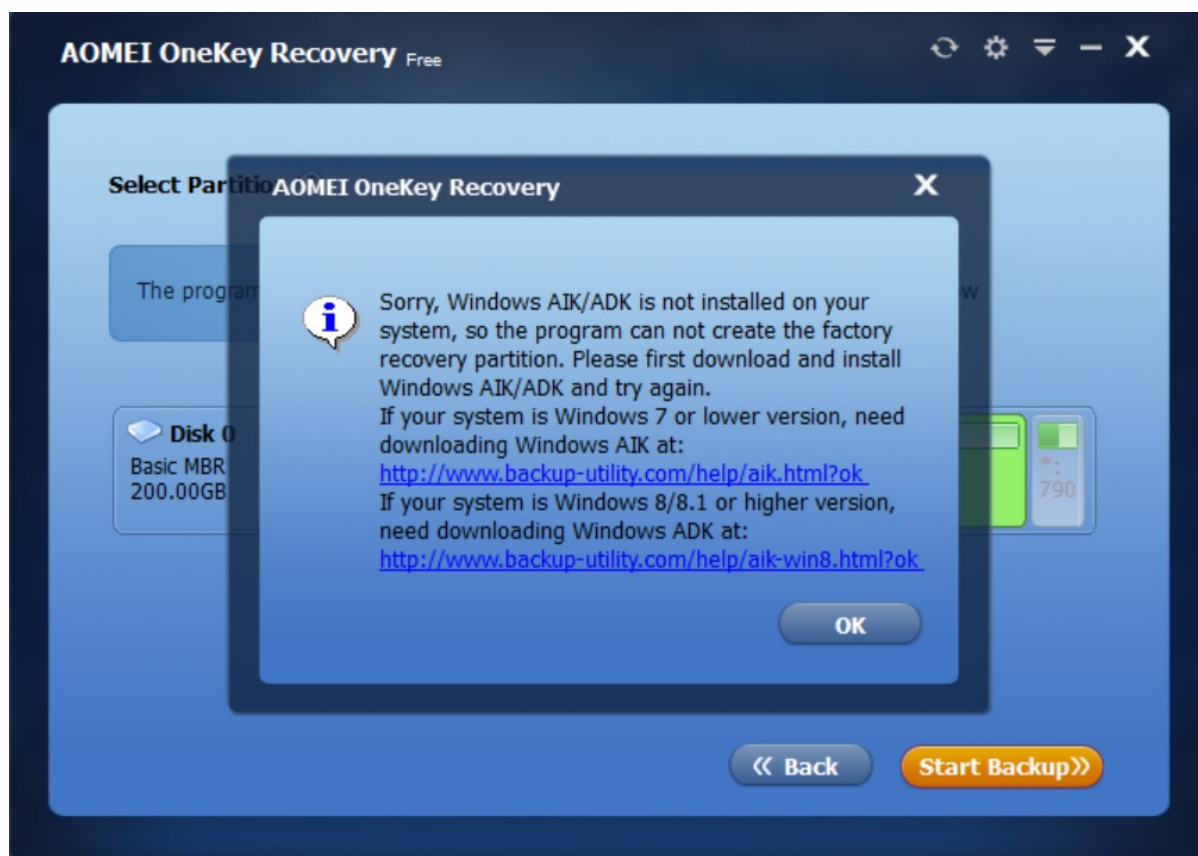 AOMEI OneKey Recovery Free
Select Partitio
AOMEI OneKey Recovery
The program
w
Sorry, Windows AIK/ADK is not installed on your
system, so the program can not create the factory
recovery partition. Please first download and install
Windows AIK/ADK and try again.
If your system is Windows 7 or lower version, need
downloading Windows AIK at:
http://www.backup-utility.com/help/aik.html?ok
If your system is Windows 8/8.1 or higher version,
need downloading Windows ADK at:
http://www.backup-utility.com/help/aik-win8.html?ok
OK
Disk 0
Basic MBR
200.00GB
*:
790
Back
Start Backup